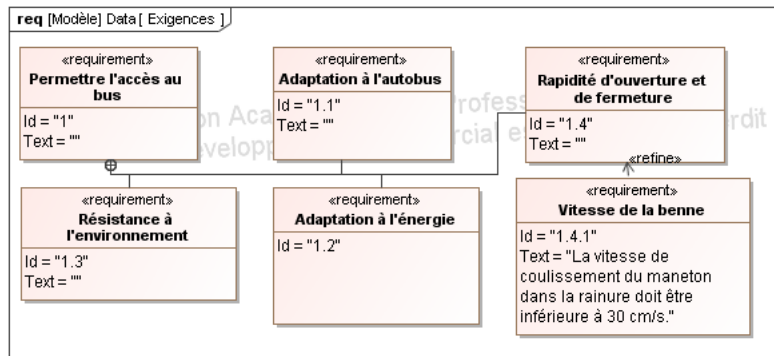 req [Modèle] Data [ Exigences ]
«requirement»
Permettre l'accès au
bus
Id = "1"
Text = ""
«requirement»
Adaptation à l'autobus
Id = "1.1"
Text = ""
«requirement»
Rapidité d'ouverture et
de fermeture
Id = "1.4"
Text = ""
«refine»
«requirement»
Résistance à
l'environnement
Id = "1.3"
Text = ""
«requirement»
Adaptation à l'énergie
Id = "1.2"
«requirement»
Vitesse de la benne
Id = "1.4.1"
Text = "La vitesse de
coulissement du maneton
dans la rainure doit être
inférieure à 30 cm/s."